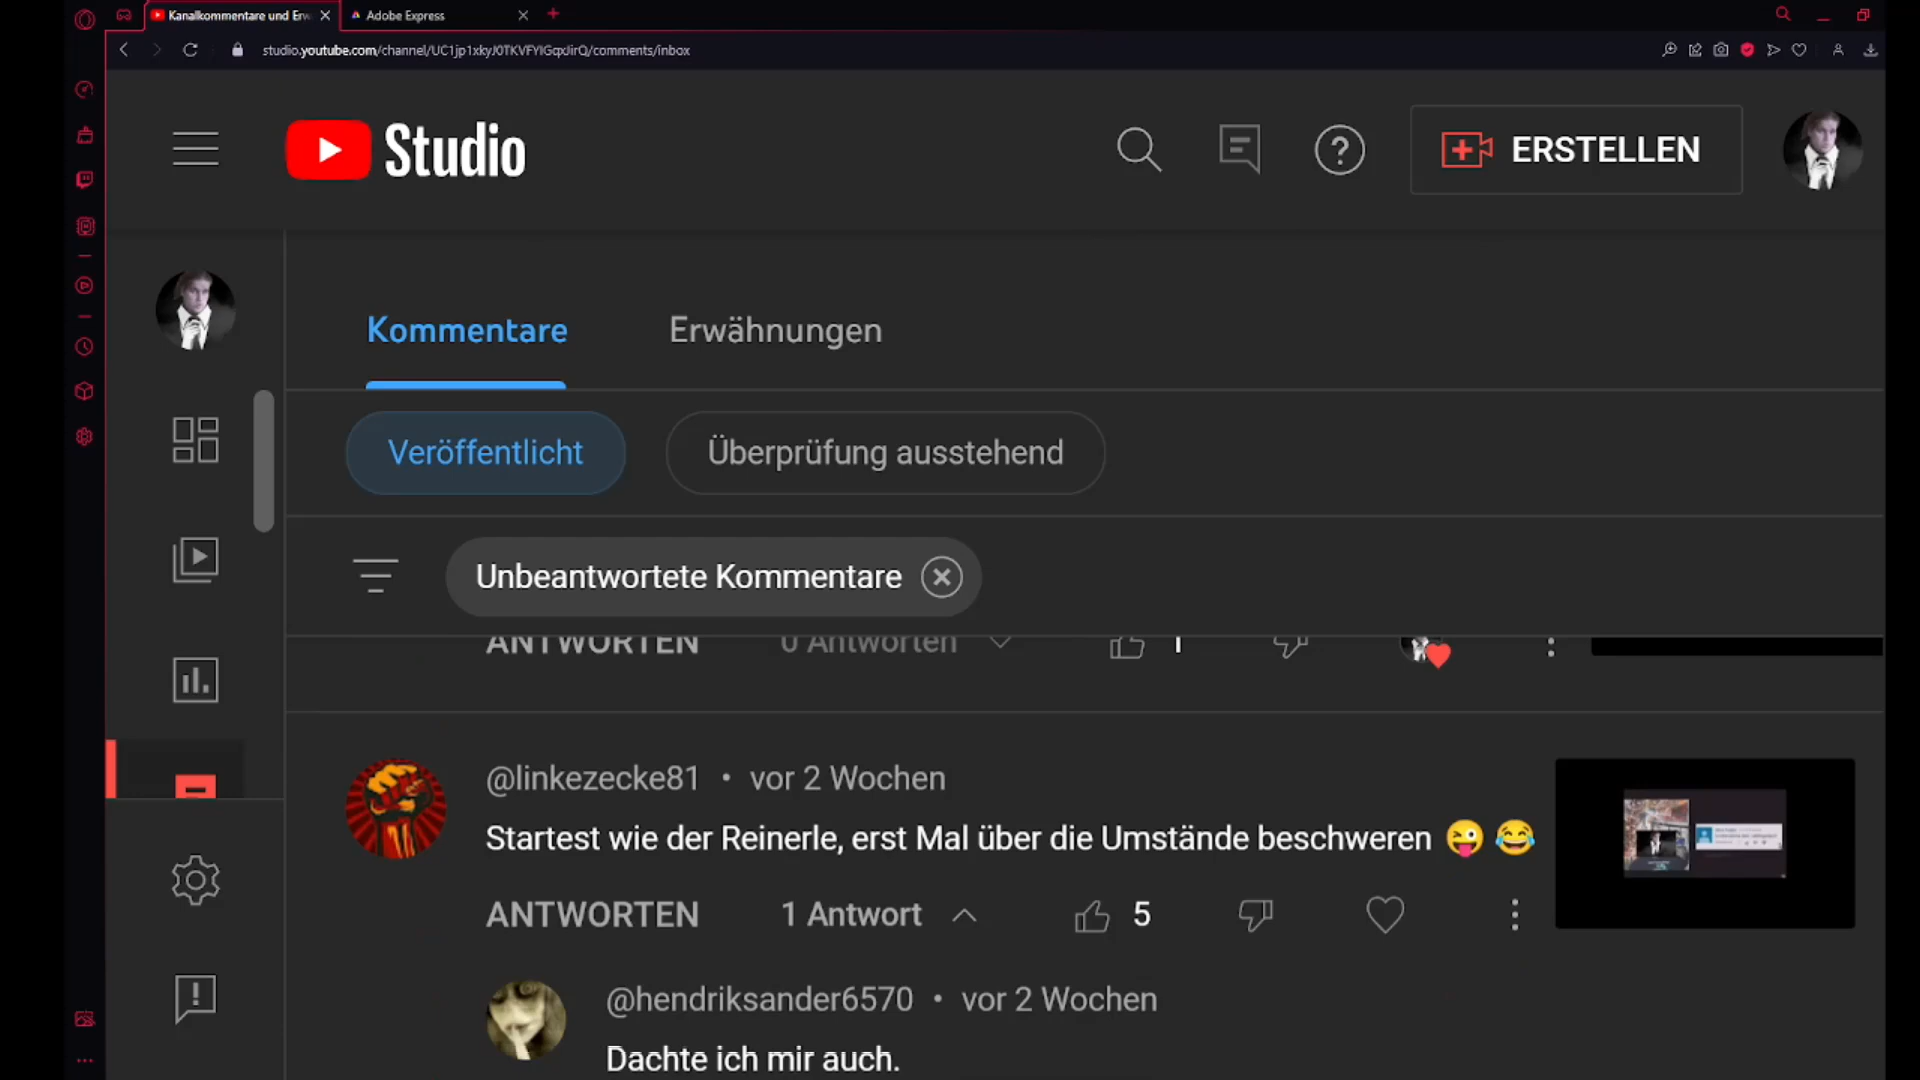 Kanalkommentare und Erw
Adobe Express
studio.youtube.com/channel/UC1jp1xkyJ0TKVFYIGqxJirQ/comments/inbox
Studio
ERSTELLEN
Kommentare
Erwähnungen
Veröffentlicht
Überprüfung ausstehend
Unbeantwortete Kommentare
ANTWORTEN 0 Antworten 1
@linkezecke81 • vor 2 Wochen
Startest wie der Reinerle, erst Mal über die Umstände beschweren 😜 😂
ANTWORTEN 1 Antwort 5
@hendriksander6570 • vor 2 Wochen
Dachte ich mir auch.